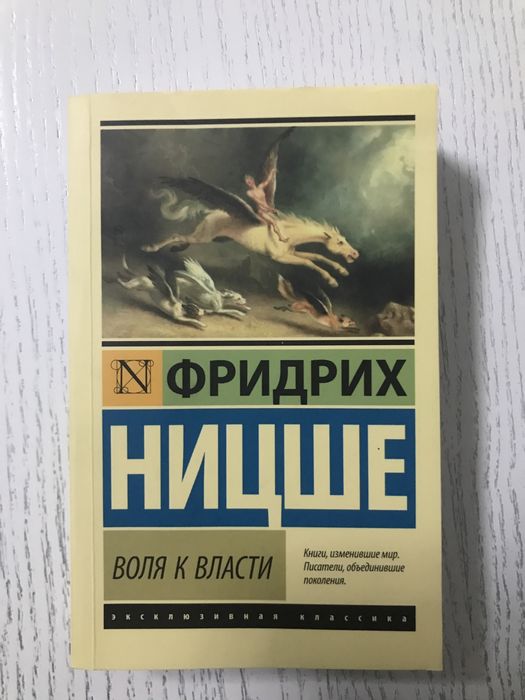 N ФРИДРИХ
НИЦШЕ
ВОЛЯ К ВЛАСТИ
Книги, изменившие мир.
Писатели, объединившие
поколения.
эксклюзивная классика